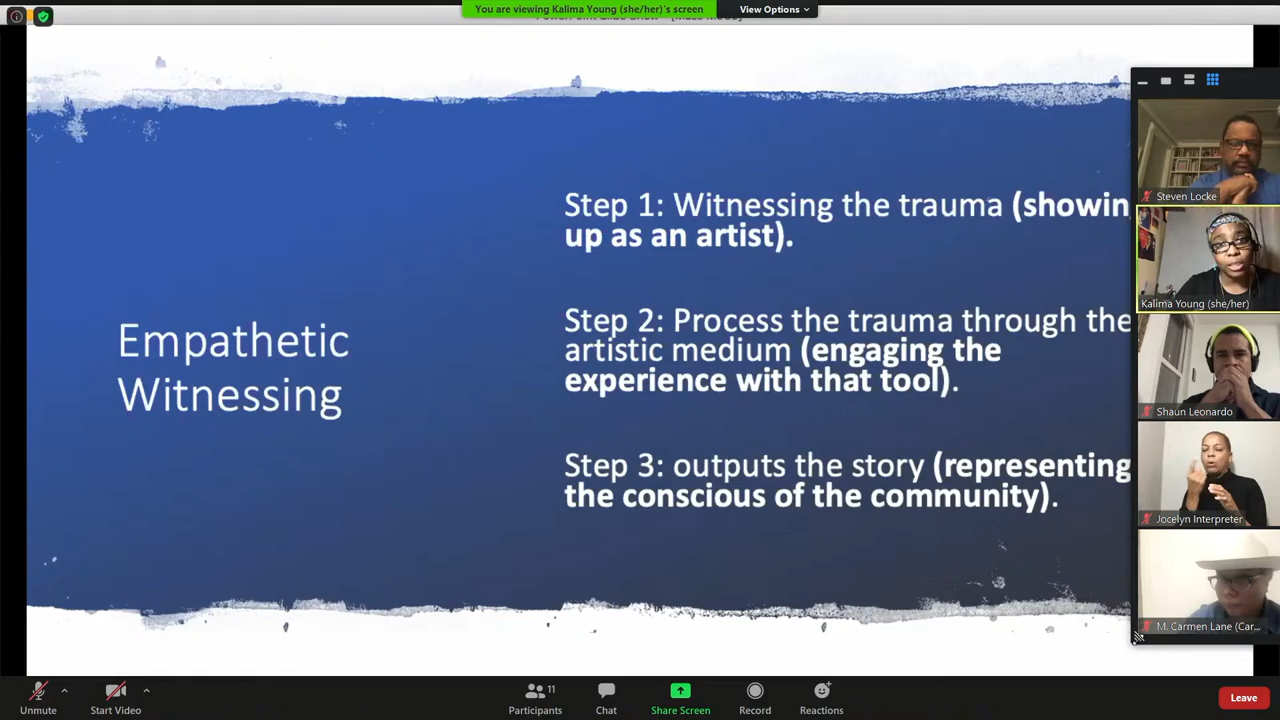 You are viewing Kalima Young (she/her)'s screen
View Options
Empathetic
Witnessing
Step 1: Witnessing the trauma (showin
up as an artist).
Step 2: Process the trauma through the
artistic medium (engaging the
experience with that tool).
Step 3: outputs the story (representing
the conscious of the community).
Steven Locke
Kalima Young (she/her)
Shaun Leonardo
Jocelyn Interpreter
M. Carmen Lane (Car...
Unmute
Start Video
11
Participants
Chat
Share Screen
Record
Reactions
Leave